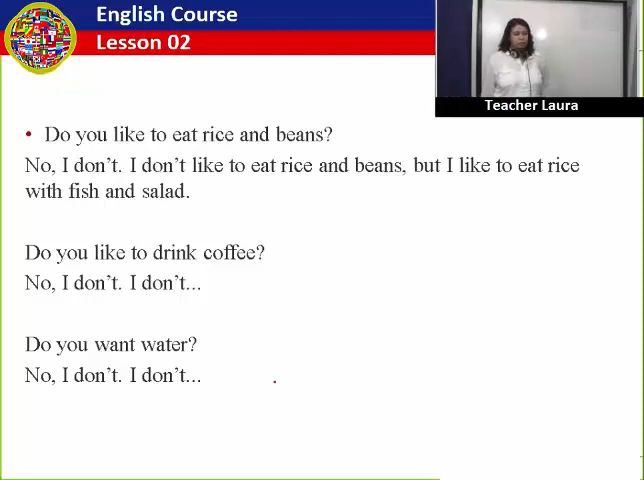 English Course
Lesson 02
Teacher Laura
• Do you like to eat rice and beans?
No, I don't. I don't like to eat rice and beans, but I like to eat rice
with fish and salad.
Do you like to drink coffee?
No, I don't. I don't...
Do you want water?
No, I don't. I don't...